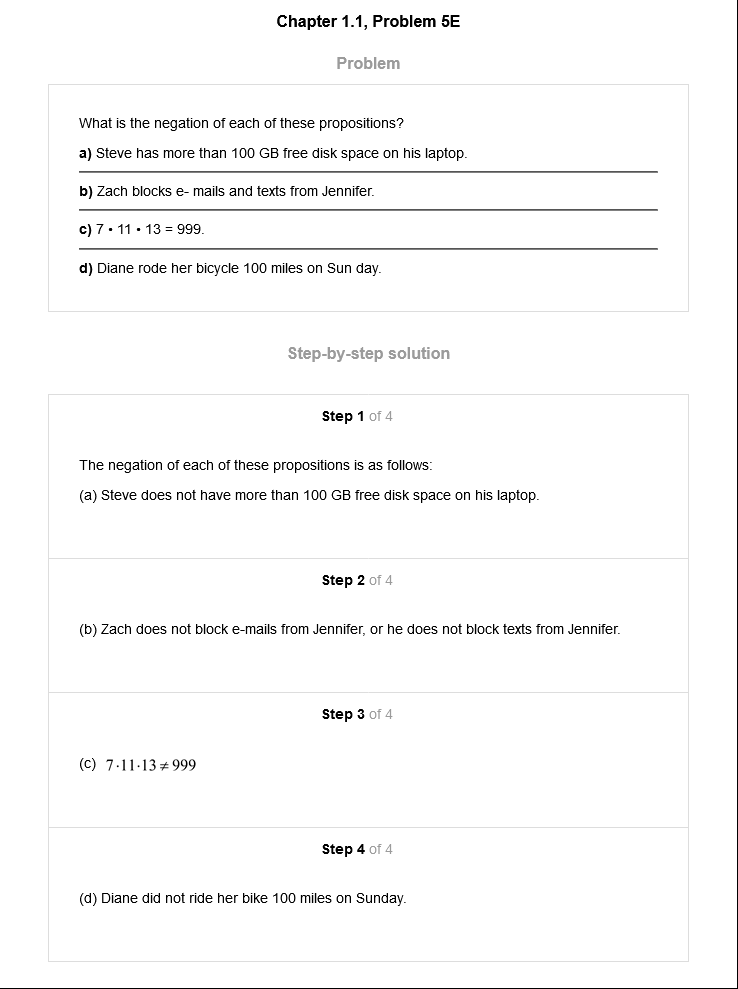 Chapter 1.1, Problem 5E
Problem
What is the negation of each of these propositions?
a) Steve has more than 100 GB free disk space on his laptop.
b) Zach blocks e- mails and texts from Jennifer.
c) 7 • 11 • 13 = 999.
d) Diane rode her bicycle 100 miles on Sun day.
Step-by-step solution
Step 1 of 4
The negation of each of these propositions is as follows:
(a) Steve does not have more than 100 GB free disk space on his laptop.
Step 2 of 4
(b) Zach does not block e-mails from Jennifer, or he does not block texts from Jennifer.
Step 3 of 4
(c) 7·11·13≠999
Step 4 of 4
(d) Diane did not ride her bike 100 miles on Sunday.